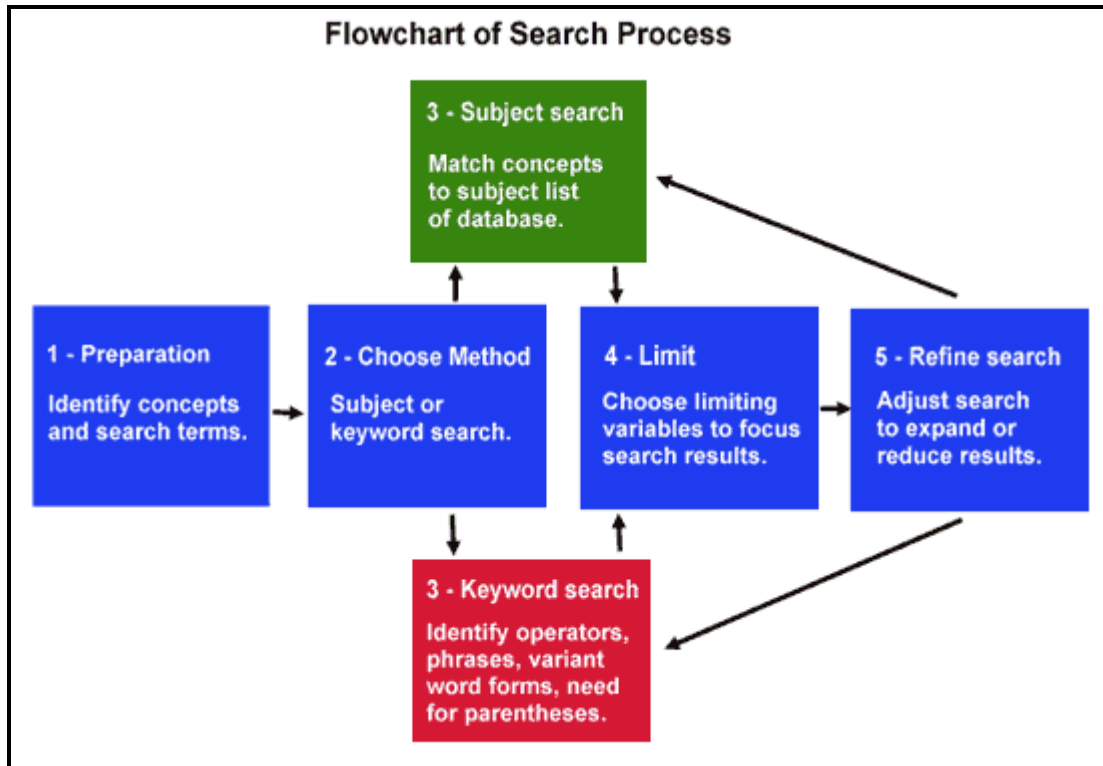 Flowchart of Search Process
3 - Subject search
Match concepts
to subject list
of database.
1 - Preparation
Identify concepts
and search terms.
2 - Choose Method
Subject or
keyword search.
4 - Limit
Choose limiting
variables to focus
search results.
5 - Refine search
Adjust search
to expand or
reduce results.
3 - Keyword search
Identify operators,
phrases, variant
word forms, need
for parentheses.